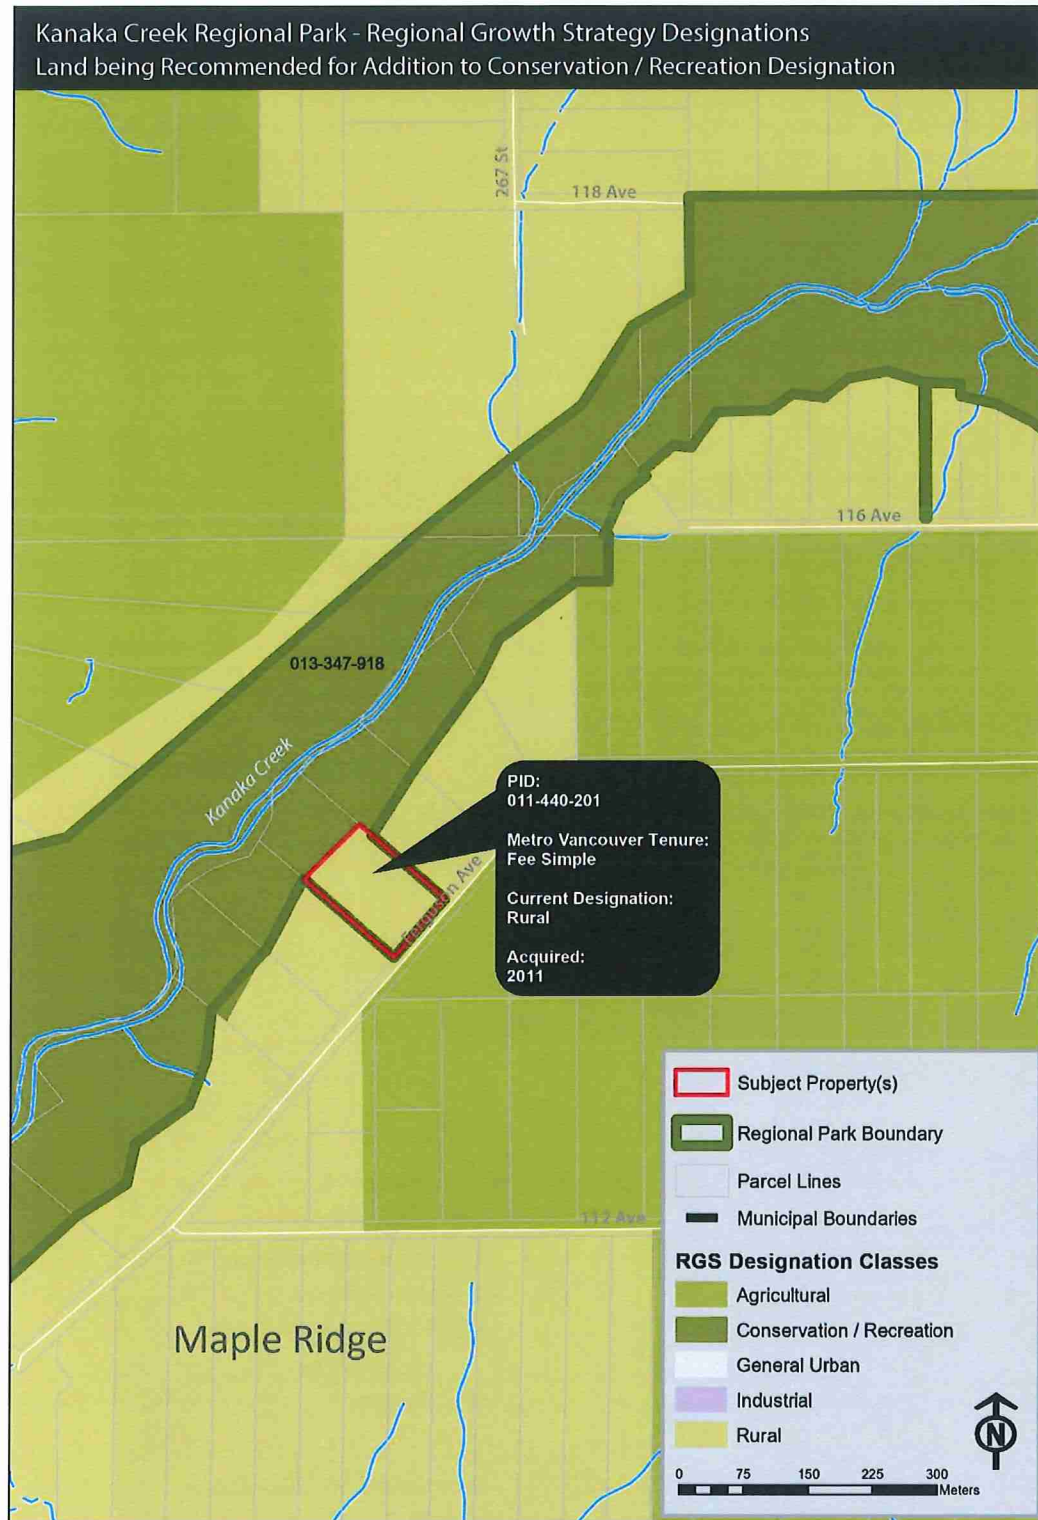 Kanaka Creek Regional Park - Regional Growth Strategy Designations
Land being Recommended for Addition to Conservation / Recreation Designation
267 St
118 Ave
116 Ave
013-347-918
Kanaka Creek
PID:
011-440-201
Metro Vancouver Tenure:
Fee Simple
Current Designation:
Rural
Acquired:
2011
Ferguson Ave
112 Ave
Maple Ridge
Subject Property(s)
Regional Park Boundary
Parcel Lines
Municipal Boundaries
RGS Designation Classes
Agricultural
Conservation / Recreation
General Urban
Industrial
Rural
N
0 75 150 225 300
Meters